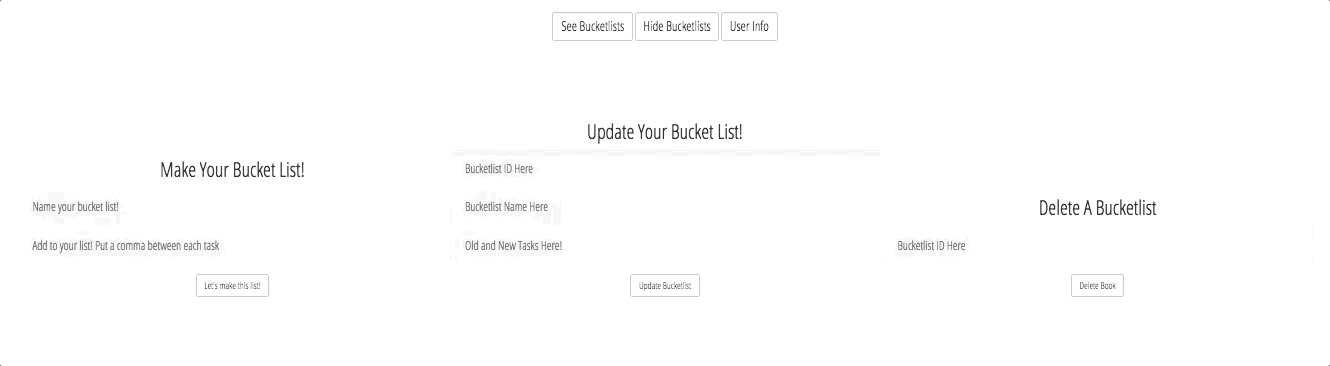 See Bucketlists Hide Bucketlists User Info
Make Your Bucket List!
Name your bucket list!
Add to your list! Put a comma between each task
Let's make this list!
Update Your Bucket List!
Bucketlist ID Here
Bucketlist Name Here
Old and New Tasks Here!
Update Bucketlist
Delete A Bucketlist
Bucketlist ID Here
Delete Book